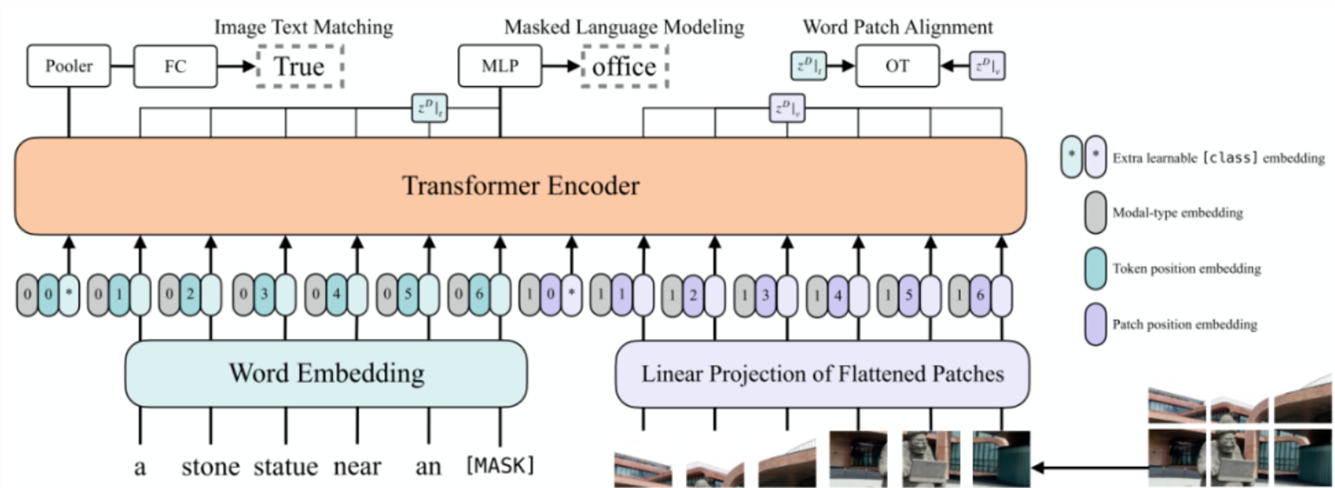 Image Text Matching
Masked Language Modeling
Word Patch Alignment
Pooler
FC
True
MLP
office
z^D|_t
OT
z^D|_v
z^D|_t
z^D|_v
Transformer Encoder
* * Extra learnable [class] embedding
Modal-type embedding
Token position embedding
Patch position embedding
0 0 * 0 1 0 2 0 3 0 4 0 5 0 6 1 0 * 1 1 1 2 1 3 1 4 1 5 1 6
Word Embedding
Linear Projection of Flattened Patches
a stone statue near an [MASK]